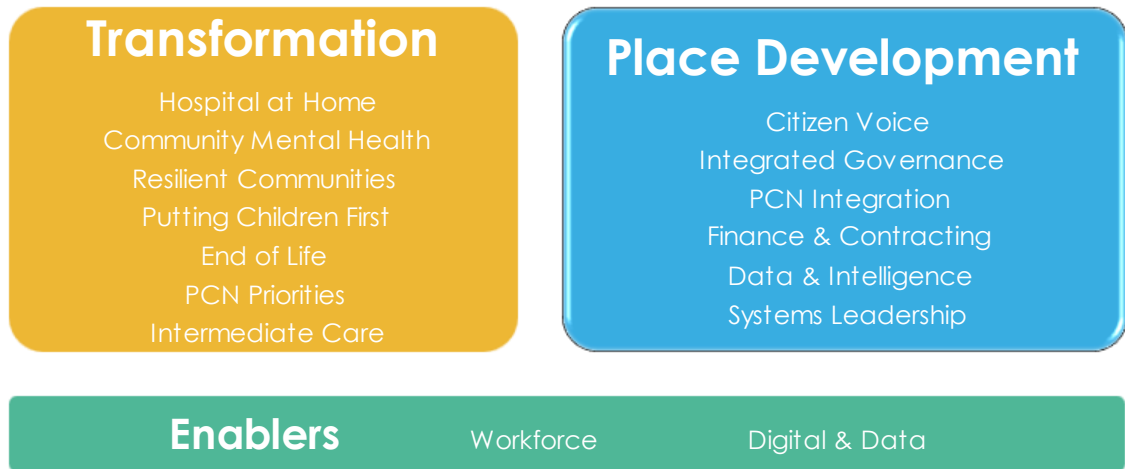 Transformation
Hospital at Home
Community Mental Health
Resilient Communities
Putting Children First
End of Life
PCN Priorities
Intermediate Care
Place Development
Citizen Voice
Integrated Governance
PCN Integration
Finance & Contracting
Data & Intelligence
Systems Leadership
Enablers Workforce Digital & Data